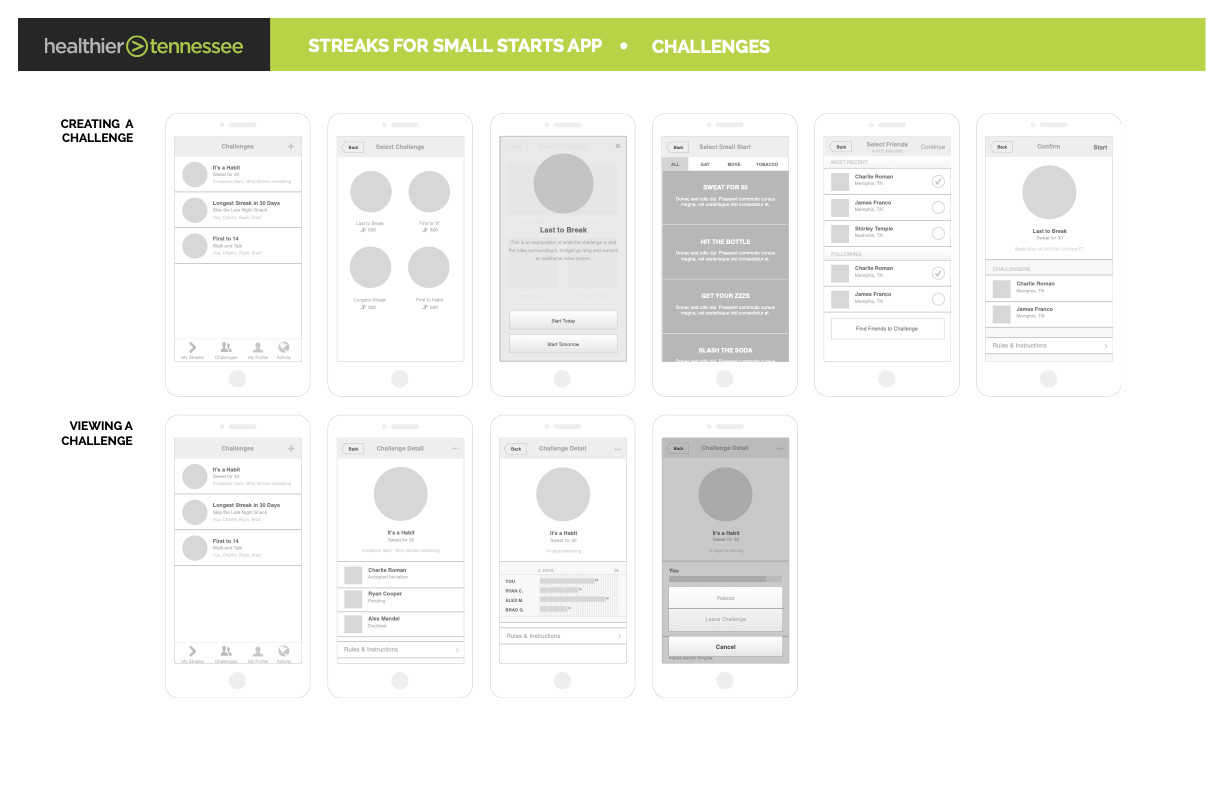 healthier tennessee
STREAKS FOR SMALL STARTS APP • CHALLENGES
CREATING A
CHALLENGE
Challenges
It's a Habit
Sweat for 30
Longest Streak in 30 Days
Skip the Late Night Snack
You, Charlie, Ryan, Brad
First to 14
Walk and Talk
You, Charlie, Ryan, Brad
My Streaks Challenges My Profile Activity
Back Select Challenge
Last to Break First to 'X'
500 500
Longest Streak First to Habit
500 500
Last to Break
This is an explanation of what the challenge is and
the rules surrounding it. It might go long and warrant
an additional rules screen.
Start Today
Start Tomorrow
Back Select Small Start
ALL EAT MOVE TOBACCO
SWEAT FOR 30
Donec sed odio dui. Praesent commodo cursus
magna, vel scelerisque nisl consectetur et.
HIT THE BOTTLE
Donec sed odio dui. Praesent commodo cursus
magna, vel scelerisque nisl consectetur et.
GET YOUR ZZZS
Donec sed odio dui. Praesent commodo cursus
magna, vel scelerisque nisl consectetur et.
SLASH THE SODA
Donec sed odio dui. Praesent commodo cursus
Back Select Friends Continue
MOST RECENT
Charlie Roman
Memphis, TN
James Franco
Memphis, TN
Shirley Temple
Nashville, TN
FOLLOWING
Charlie Roman
Memphis, TN
James Franco
Memphis, TN
Find Friends to Challenge
Back Confirm Start
Last to Break
Sweat for 30
CHALLENGERS
Charlie Roman
Memphis, TN
James Franco
Memphis, TN
Rules & Instructions
VIEWING A
CHALLENGE
Challenges
It's a Habit
Sweat for 30
Longest Streak in 30 Days
Skip the Late Night Snack
You, Charlie, Ryan, Brad
First to 14
Walk and Talk
You, Charlie, Ryan, Brad
My Streaks Challenges My Profile Activity
Back Challenge Detail
It's a Habit
Sweat for 30
Charlie Roman
Accepted Invitation
Ryan Cooper
Pending
Alex Mandel
Declined
Rules & Instructions
Back Challenge Detail
It's a Habit
Sweat for 30
14 days remaining
YOU
RYAN C.
ALEX M.
BRAD G.
Rules & Instructions
Back Challenge Detail
It's a Habit
Sweat for 30
You
Reboot
Leave Challenge
Cancel